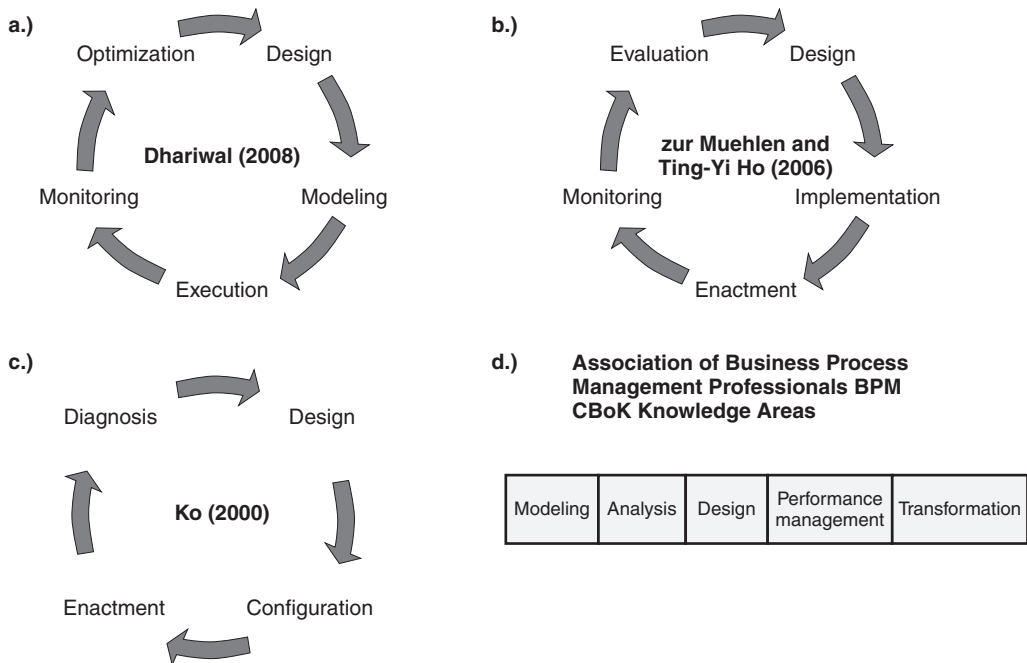 a.)
Optimization
Design
Dhariwal (2008)
Monitoring
Modeling
Execution
b.)
Evaluation
Design
zur Muehlen and
Ting-Yi Ho (2006)
Monitoring
Implementation
Enactment
c.)
Diagnosis
Design
Ko (2000)
Enactment
Configuration
d.)
Association of Business Process
Management Professionals BPM
CBoK Knowledge Areas
Modeling
Analysis
Design
Performance
management
Transformation